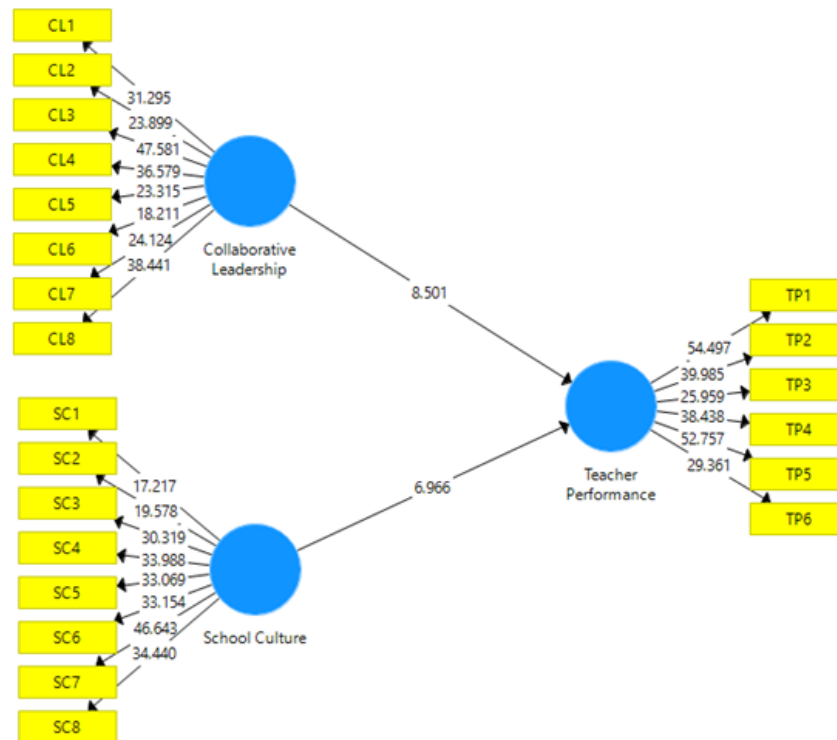 CL1
CL2
CL3
CL4
CL5
CL6
CL7
CL8
31.295
23.899
47.581
36.579
23.315
18.211
24.124
38.441
Collaborative
Leadership
8.501
SC1
SC2
SC3
SC4
SC5
SC6
SC7
SC8
17.217
19.578
30.319
33.988
33.069
33.154
46.643
34.440
School Culture
6.966
Teacher
Performance
54.497
39.985
25.959
38.438
52.757
29.361
TP1
TP2
TP3
TP4
TP5
TP6